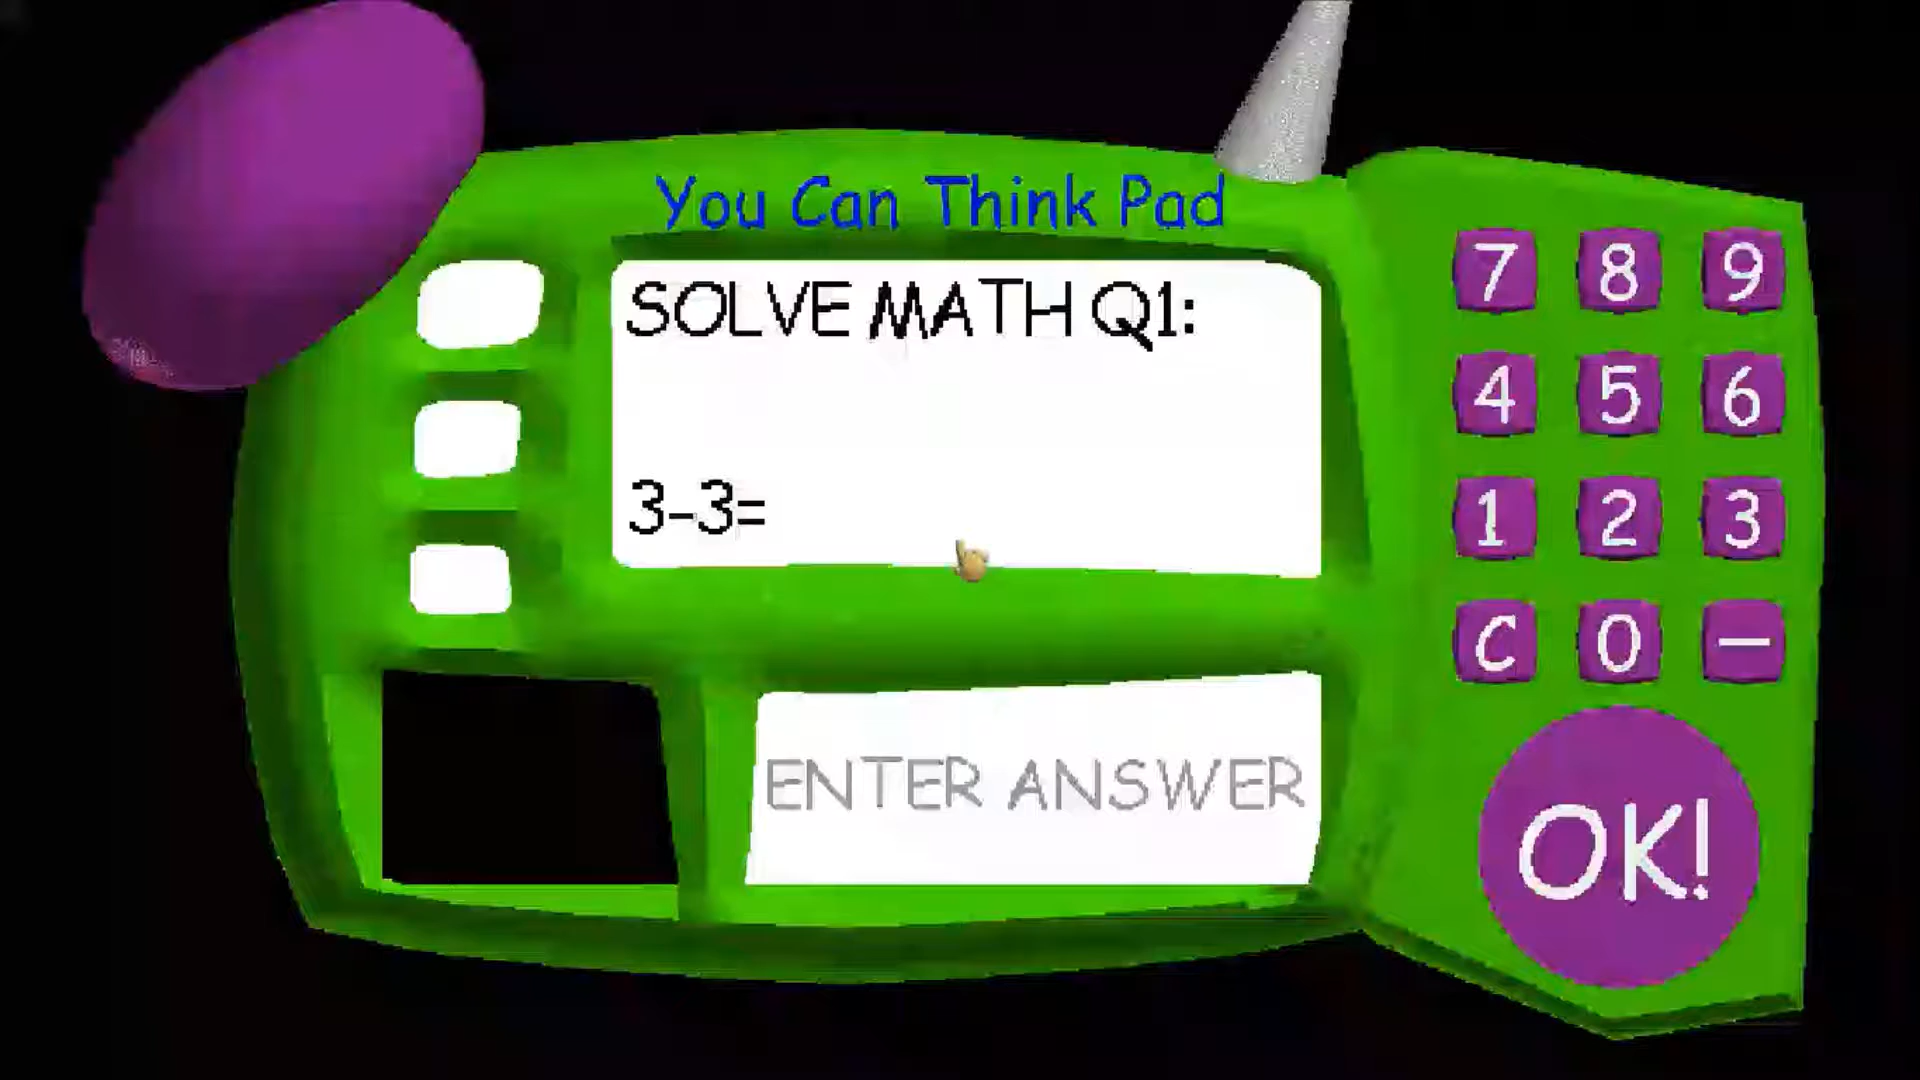 You Can Think Pad
SOLVE MATH Q1:
3-3=
ENTER ANSWER
7 8 9
4 5 6
1 2 3
C 0 −
OK!